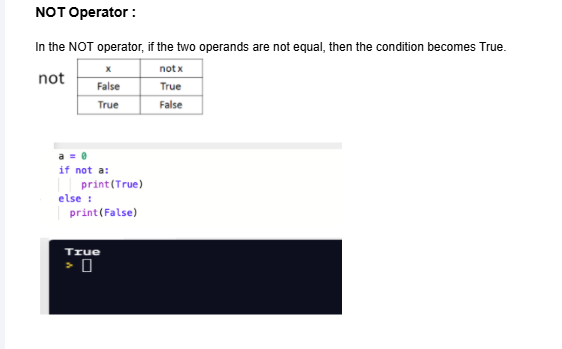 NOT Operator :
In the NOT operator, if the two operands are not equal, then the condition becomes True.
not
x not x
False True
True False
a = 0
if not a:
print(True)
else :
print(False)
True
>